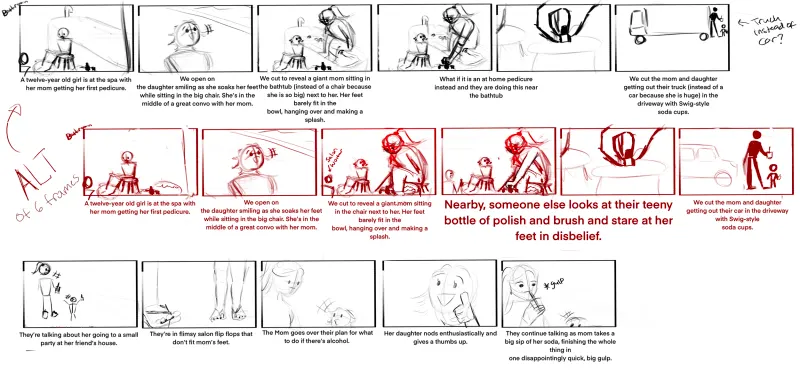 Bathroom
← Truck
instead of
car?
A twelve-year old girl is at the spa with
her mom getting her first pedicure.
We open on
the daughter smiling as she soaks her feet
while sitting in the big chair. She's in the
middle of a great convo with her mom.
We cut to reveal a giant mom sitting in
the bathtub (instead of a chair because
she is so big) next to her. Her feet
barely fit in the
bowl, hanging over and making a
splash.
What if it is an at home pedicure
instead and they are doing this near
the bathtub
We cut the mom and daughter
getting out their truck (instead of a
car because she is huge) in the
driveway with Swig-style
soda cups.
ALT
of 6 frames
Salon
A twelve-year old girl is at the spa with
her mom getting her first pedicure.
We open on
the daughter smiling as she soaks her feet
while sitting in the big chair. She's in the
middle of a great convo with her mom.
We cut to reveal a giant mom sitting
in the chair next to her. Her feet
barely fit in the
bowl, hanging over and making a
splash.
Nearby, someone else looks at their teeny
bottle of polish and brush and stare at her
feet in disbelief.
We cut the mom and daughter
getting out their car in the driveway
with Swig-style
soda cups.
*gulp
They're talking about her going to a small
party at her friend's house.
They're in flimsy salon flip flops that
don't fit mom's feet.
The Mom goes over their plan for what
to do if there's alcohol.
Her daughter nods enthusiastically and
gives a thumbs up.
They continue talking as mom takes a
big sip of her soda, finishing the whole
thing in
one disappointingly quick, big gulp.